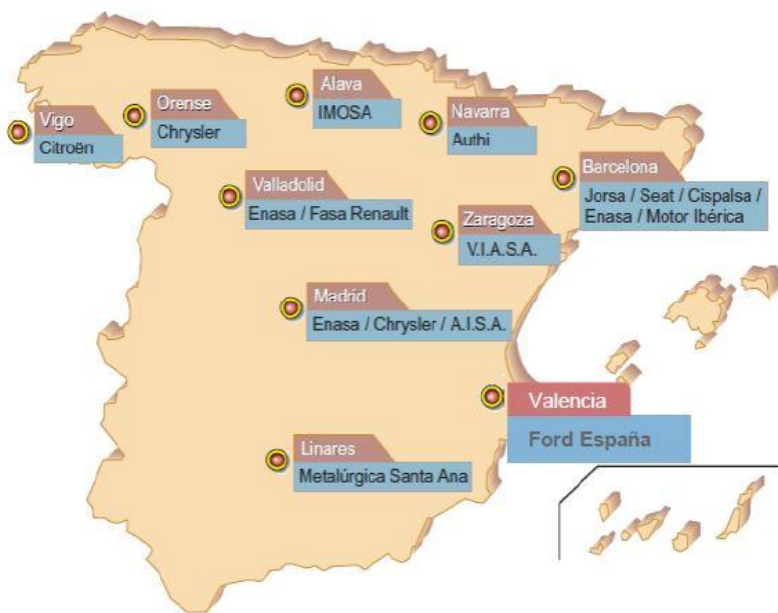 Alava
IMOSA
Orense
Chrysler
Navarra
Authi
Vigo
Citroën
Barcelona
Jorsa / Seat / Cispalsa /
Enasa / Motor Ibérica
Valladolid
Enasa / Fasa Renault
Zaragoza
V.I.A.S.A.
Madrid
Enasa / Chrysler / A.I.S.A.
Valencia
Ford España
Linares
Metalúrgica Santa Ana